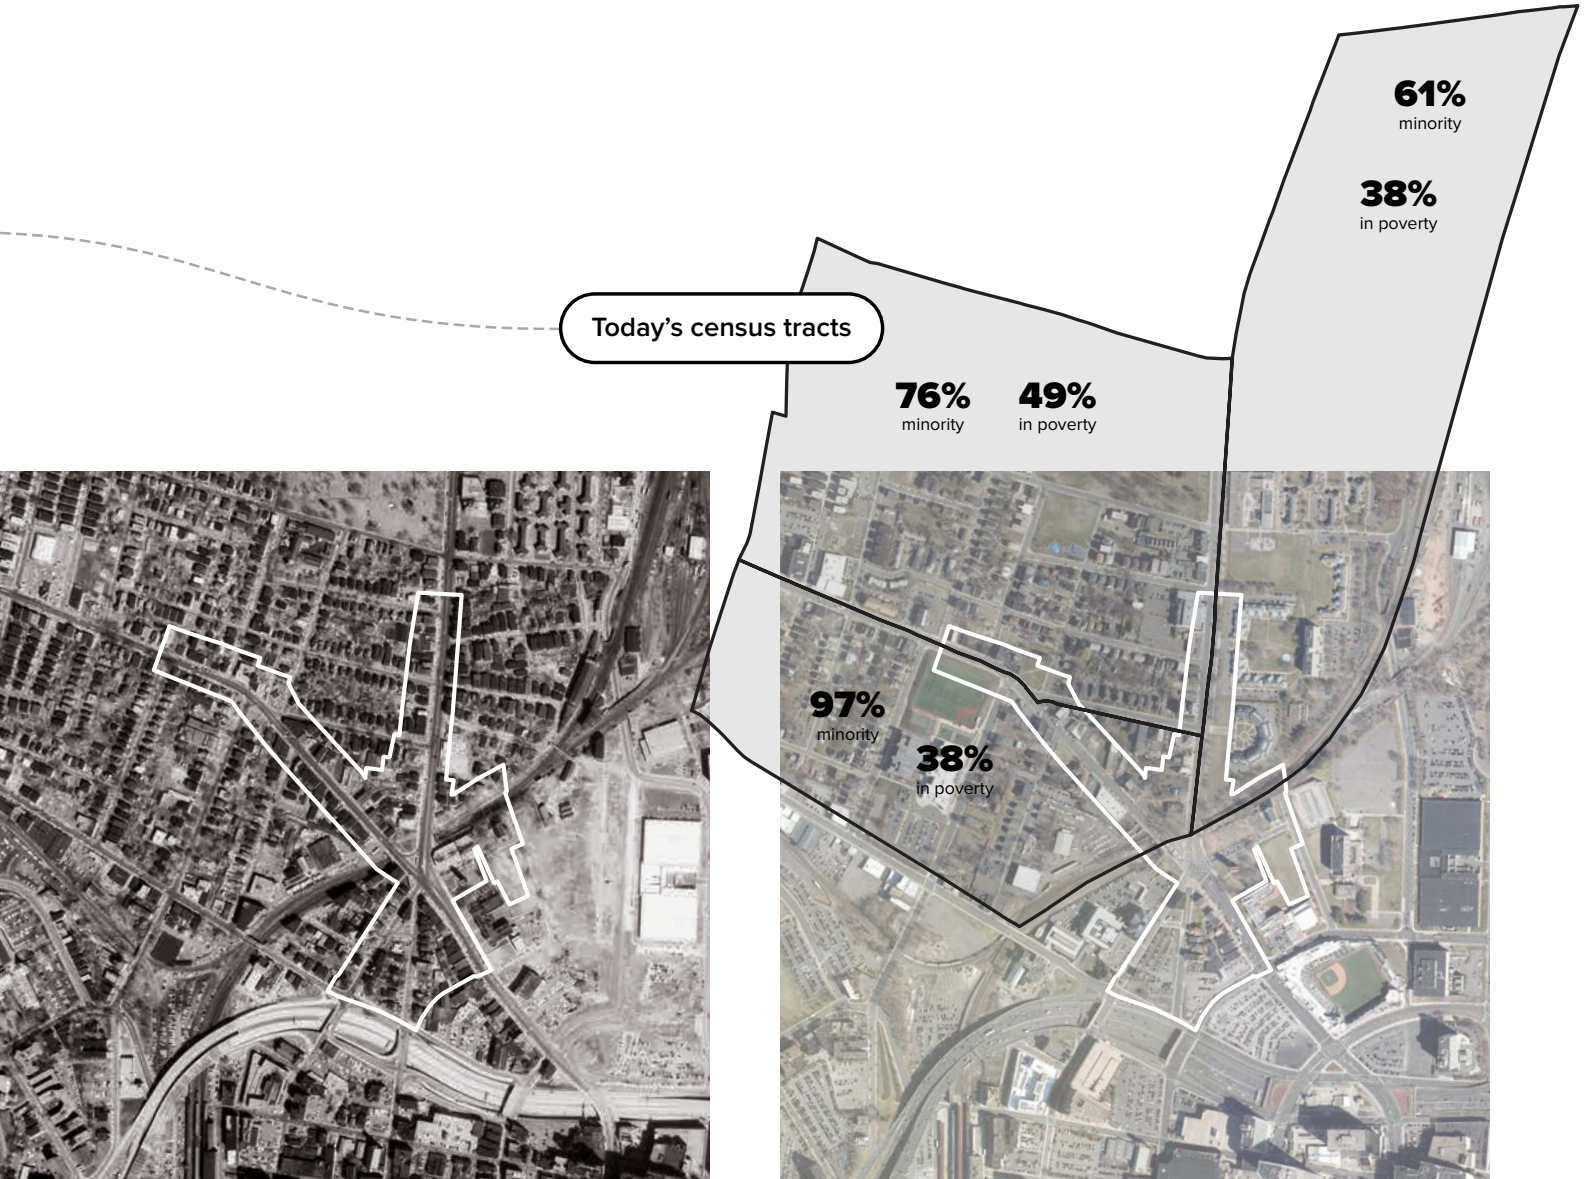 61%
minority
38%
in poverty
Today’s census tracts
76%
minority
49%
in poverty
97%
minority
38%
in poverty